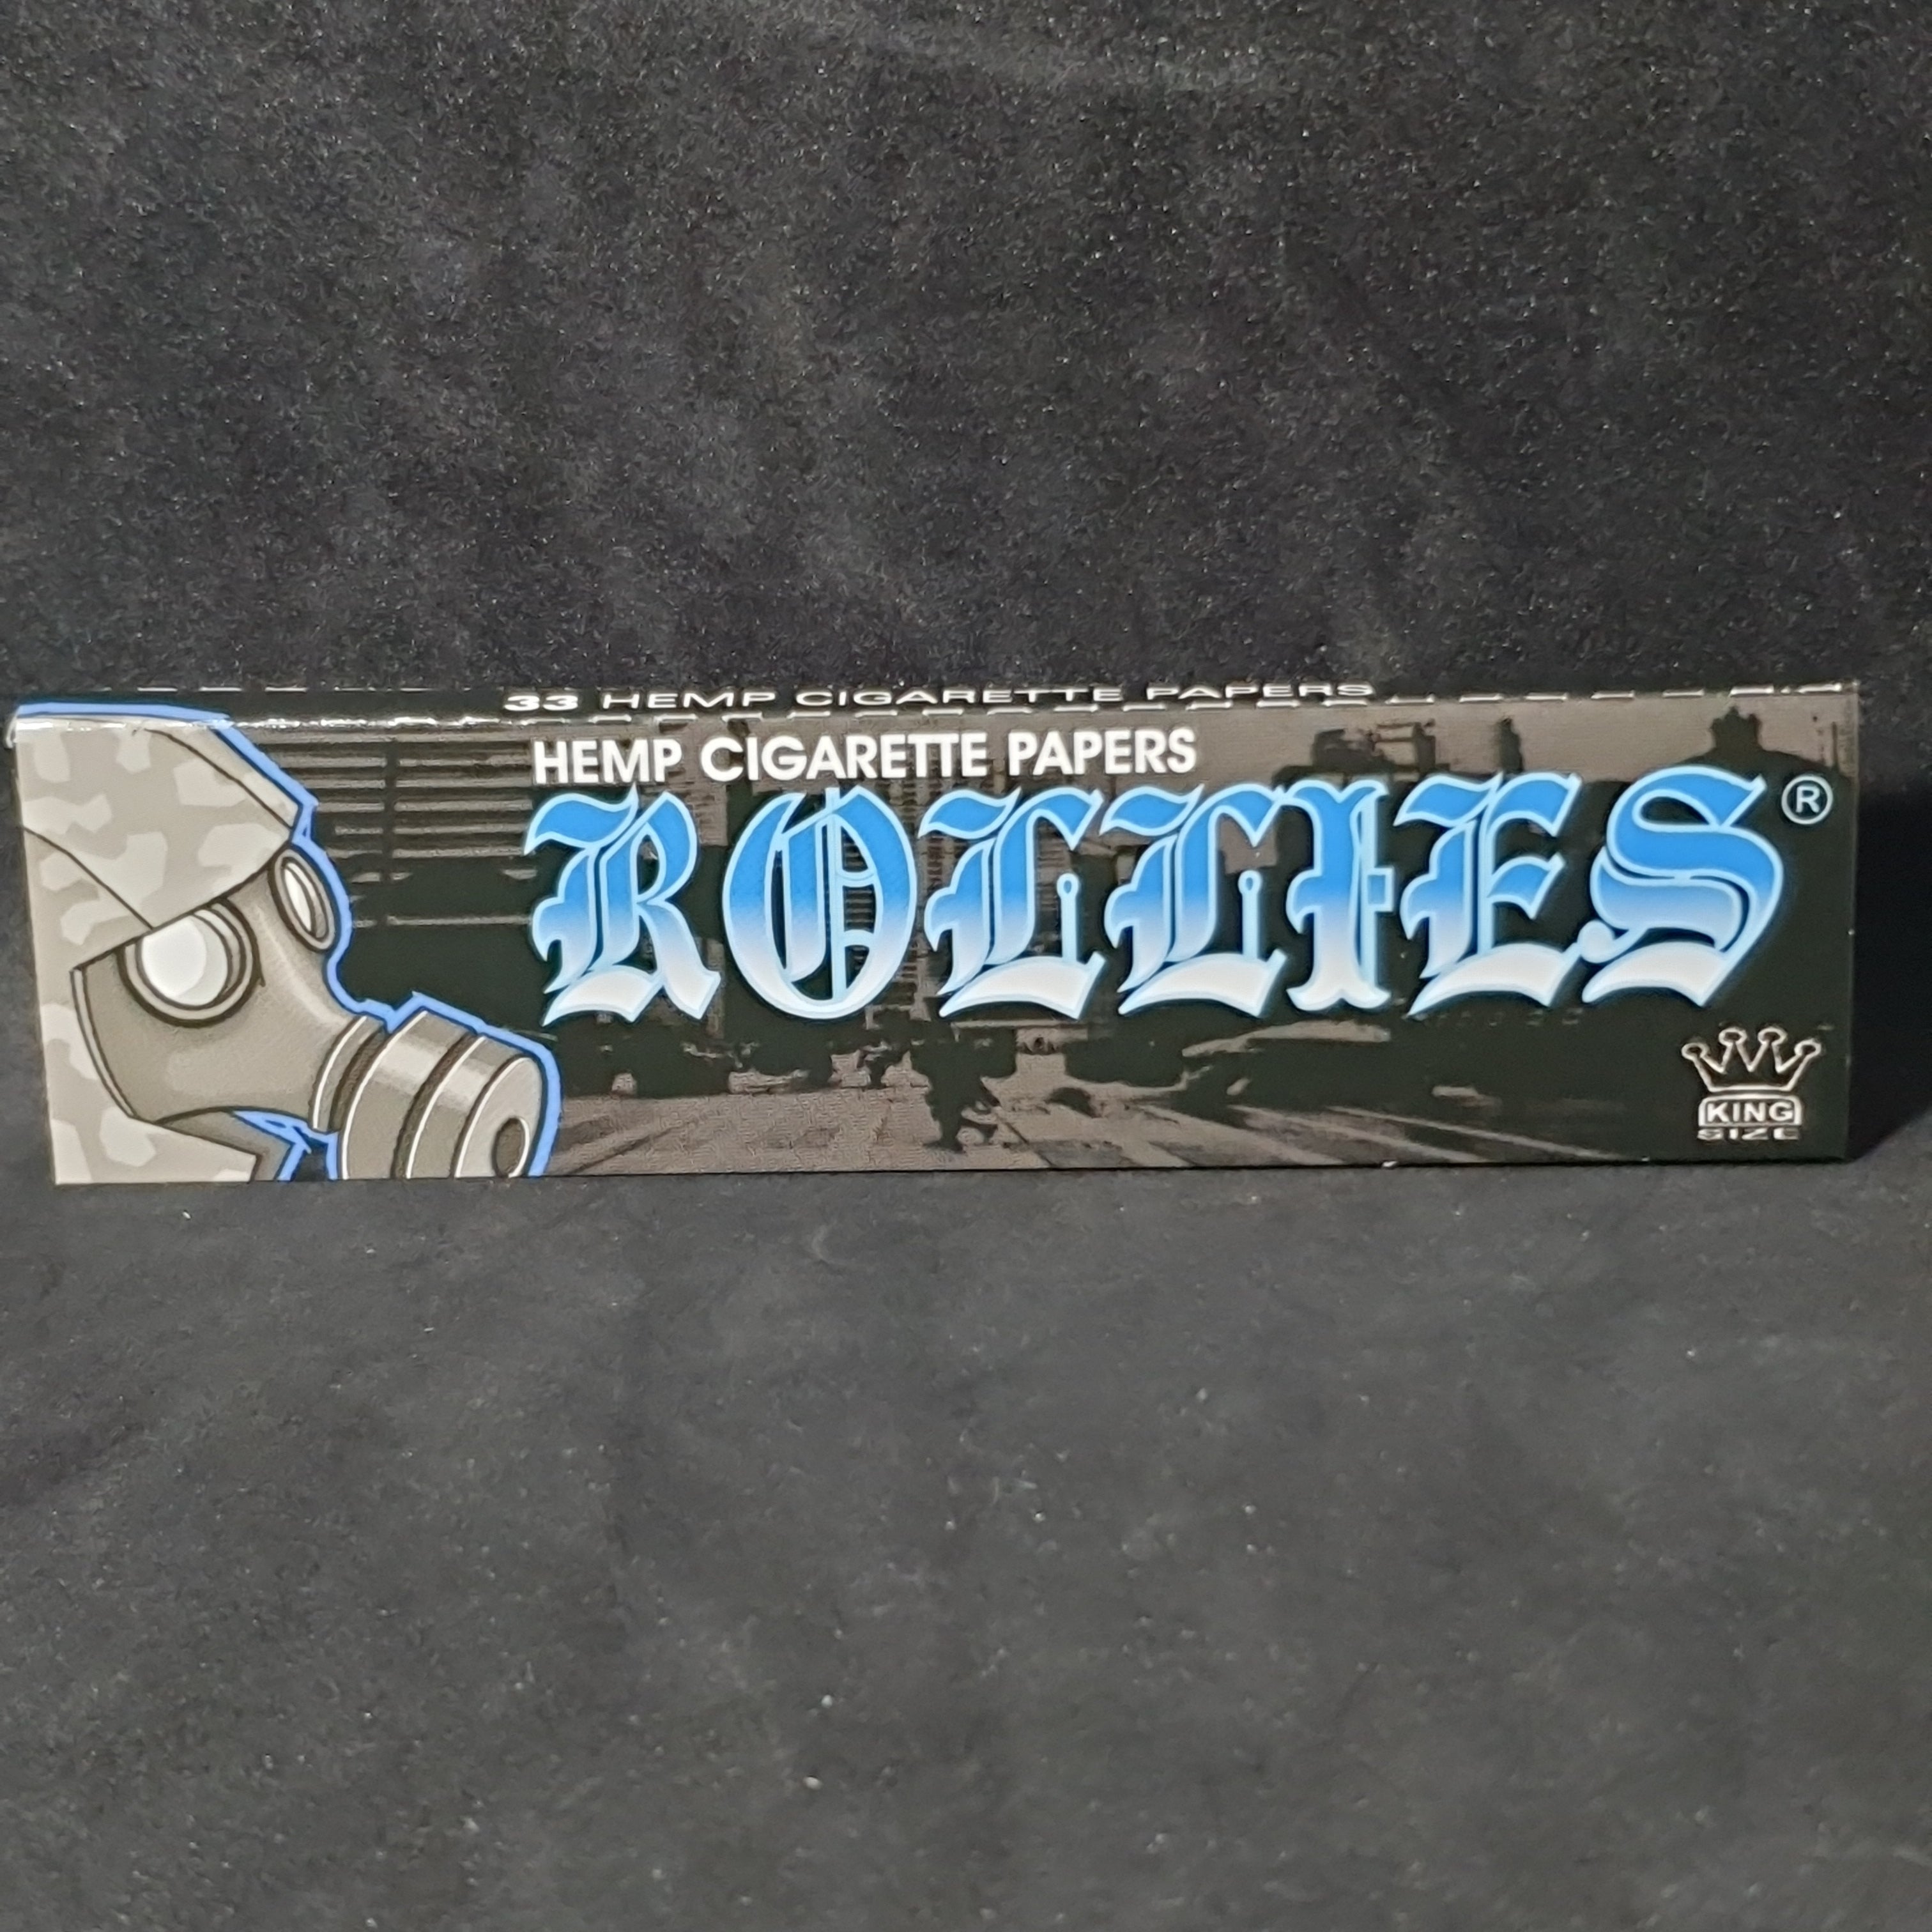 33 HEMP CIGARETTE PAPERS
HEMP CIGARETTE PAPERS
ROLLIES®
KING
SIZE